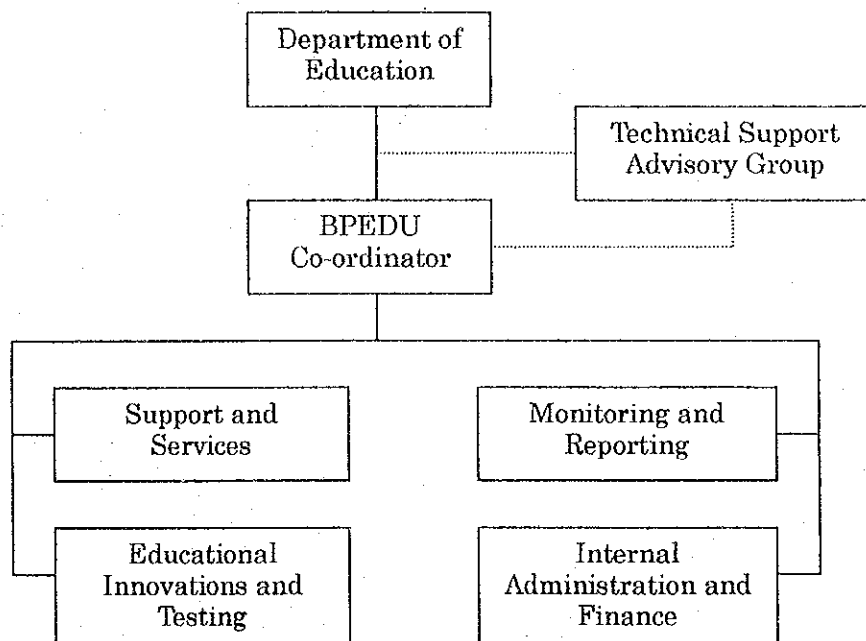 Department of
Education
Technical Support
Advisory Group
BPEDU
Co-ordinator
Support and
Services
Monitoring and
Reporting
Educational
Innovations and
Testing
Internal
Administration and
Finance